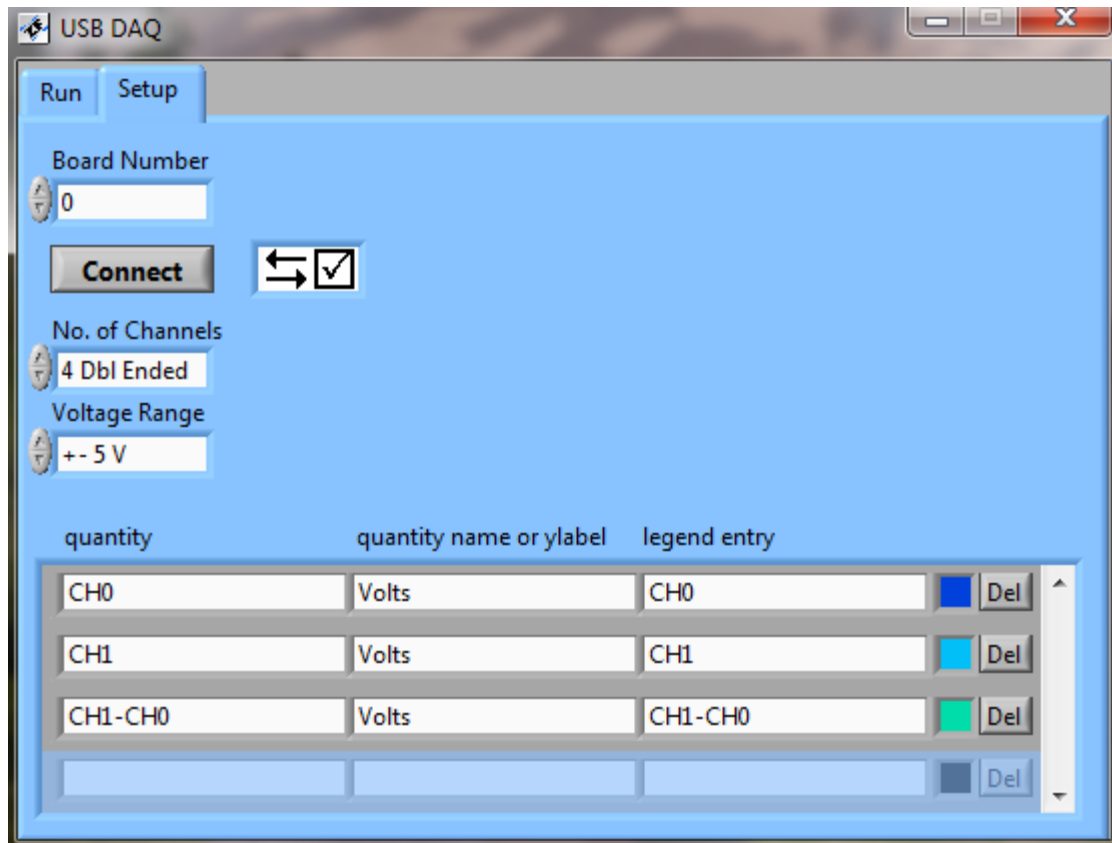 USB DAQ
Run Setup
Board Number
0
Connect
No. of Channels
4 Dbl Ended
Voltage Range
+- 5 V
quantity quantity name or ylabel legend entry
CH0 Volts CH0 Del
CH1 Volts CH1 Del
CH1-CH0 Volts CH1-CH0 Del
Del